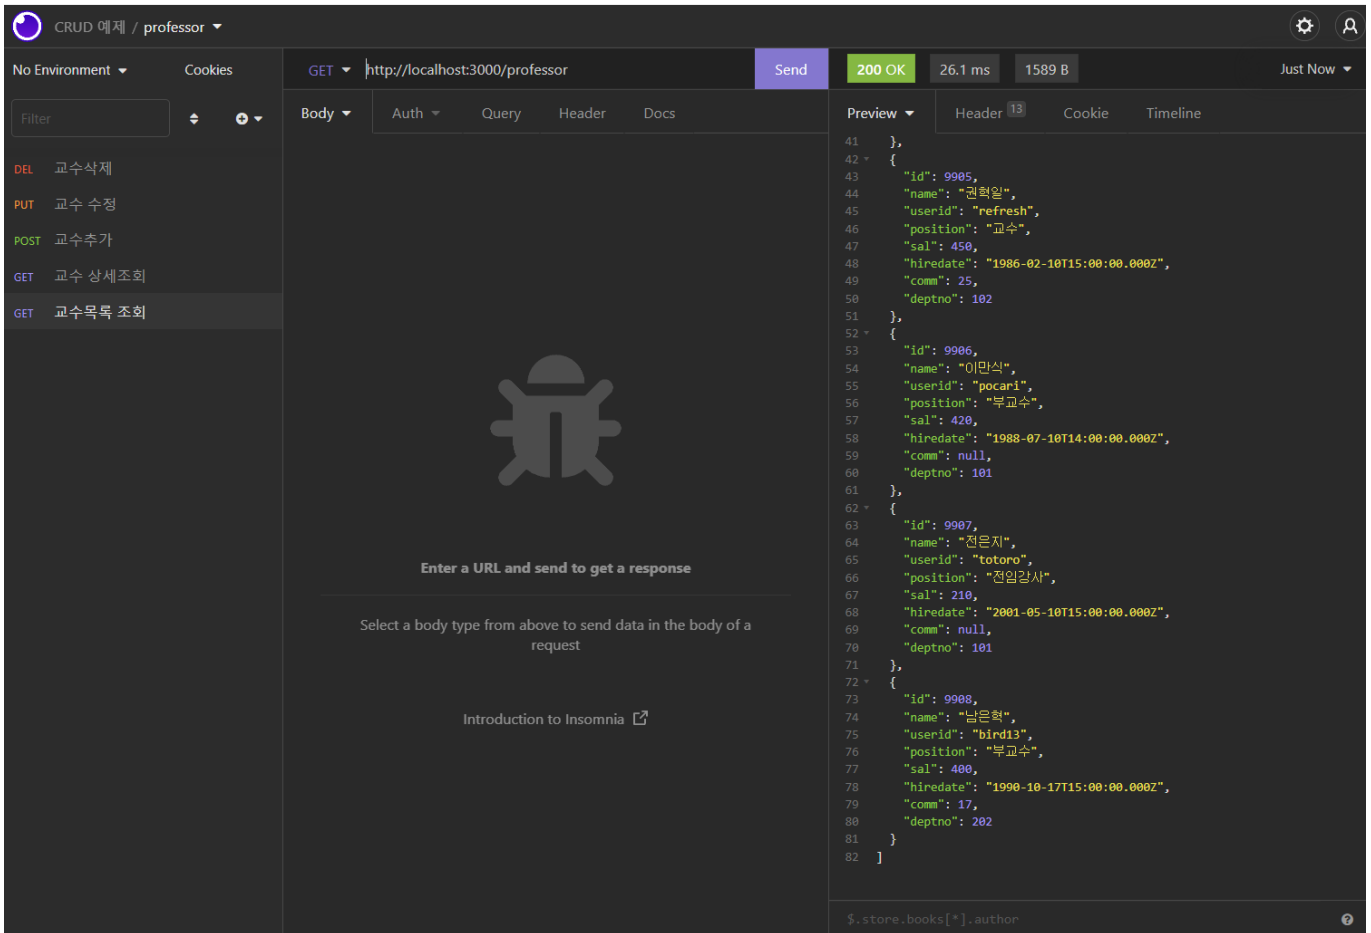 CRUD 예제 / professor
No Environment
Cookies
GET http://localhost:3000/professor
Send
200 OK
26.1 ms
1589 B
Just Now
Filter
Body
Auth
Query
Header
Docs
Preview
Header 13
Cookie
Timeline
DEL 교수삭제
PUT 교수 수정
POST 교수추가
GET 교수 상세조회
GET 교수목록 조회
Enter a URL and send to get a response
Select a body type from above to send data in the body of a
request
Introduction to Insomnia
41 },
42 {
43 "id": 9905,
44 "name": "권혁일",
45 "userid": "refresh",
46 "position": "교수",
47 "sal": 450,
48 "hiredate": "1986-02-10T15:00:00.000Z",
49 "comm": 25,
50 "deptno": 102
51 },
52 {
53 "id": 9906,
54 "name": "이만식",
55 "userid": "pocari",
56 "position": "부교수",
57 "sal": 420,
58 "hiredate": "1988-07-10T14:00:00.000Z",
59 "comm": null,
60 "deptno": 101
61 },
62 {
63 "id": 9907,
64 "name": "전은지",
65 "userid": "totoro",
66 "position": "전임강사",
67 "sal": 210,
68 "hiredate": "2001-05-10T15:00:00.000Z",
69 "comm": null,
70 "deptno": 101
71 },
72 {
73 "id": 9908,
74 "name": "남은혁",
75 "userid": "bird13",
76 "position": "부교수",
77 "sal": 400,
78 "hiredate": "1990-10-17T15:00:00.000Z",
79 "comm": 17,
80 "deptno": 202
81 }
82 ]
$.store.books[*].author